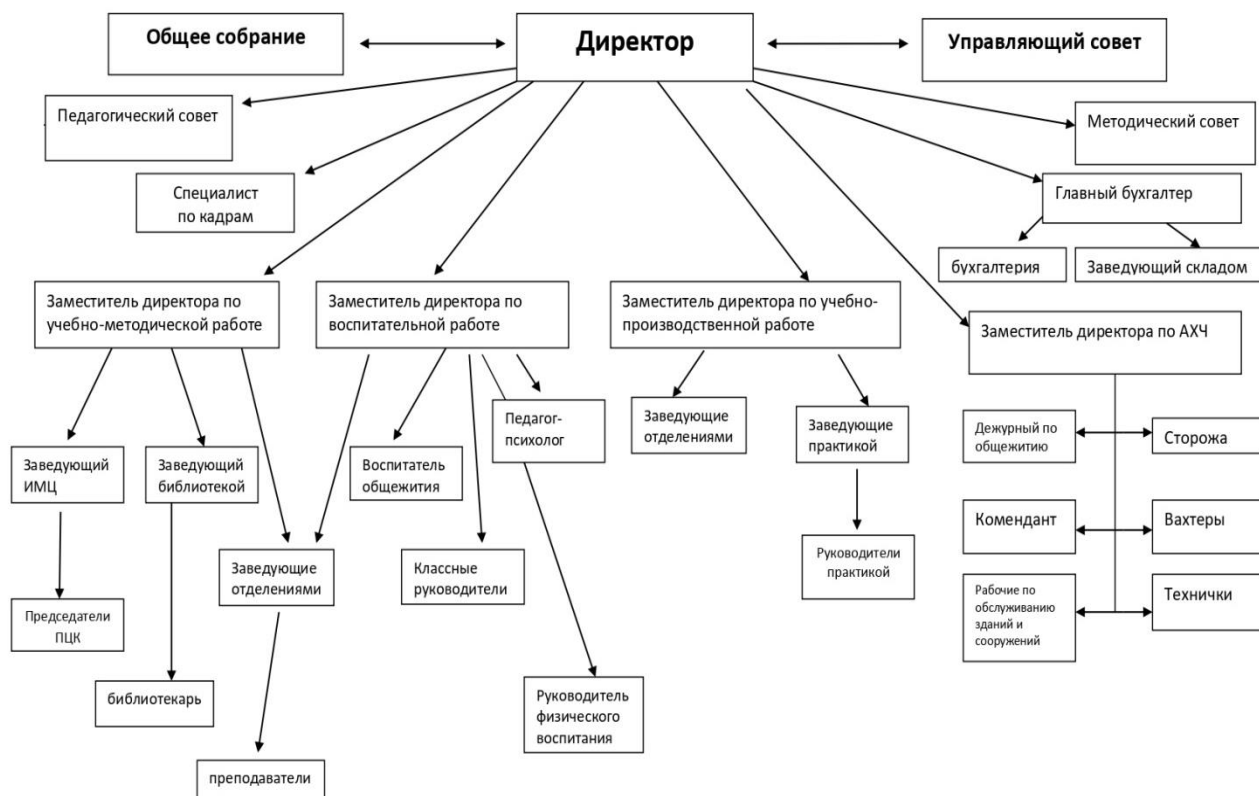 Общее собрание
Директор
Управляющий совет
Педагогический совет
Методический совет
Специалист
по кадрам
Главный бухгалтер
бухгалтерия
Заведующий складом
Заместитель директора по
учебно-методической работе
Заместитель директора по
воспитательной работе
Заместитель директора по учебно-
производственной работе
Заместитель директора по АХЧ
Заведующий
ИМЦ
Заведующий
библиотекой
Воспитатель
общежития
Педагог-
психолог
Заведующие
отделениями
Заведующие
практикой
Дежурный по
общежитию
Сторожа
Комендант
Вахтеры
Рабочие по
обслуживанию
зданий и
сооружений
Технички
Председатели
ПЦК
Заведующие
отделениями
Классные
руководители
Руководители
практикой
библиотекарь
Руководитель
физического
воспитания
преподаватели